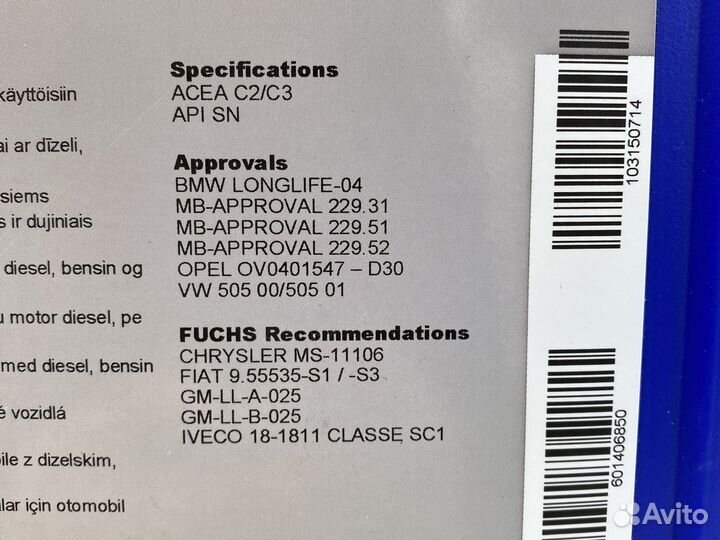 käyttöisiin
ai ar dīzeli,
siems
s ir dujiniais
diesel, bensin og
u motor diesel, pe
med diesel, bensin
é vozidlá
ile z dizelskim,
lar için otomobil
Specifications
ACEA C2/C3
API SN
Approvals
BMW LONGLIFE-04
MB-APPROVAL 229.31
MB-APPROVAL 229.51
MB-APPROVAL 229.52
OPEL OV0401547 – D30
VW 505 00/505 01
FUCHS Recommendations
CHRYSLER MS-11106
FIAT 9.55535-S1 / -S3
GM-LL-A-025
GM-LL-B-025
IVECO 18-1811 CLASSE SC1
103150714
601406850
Avito